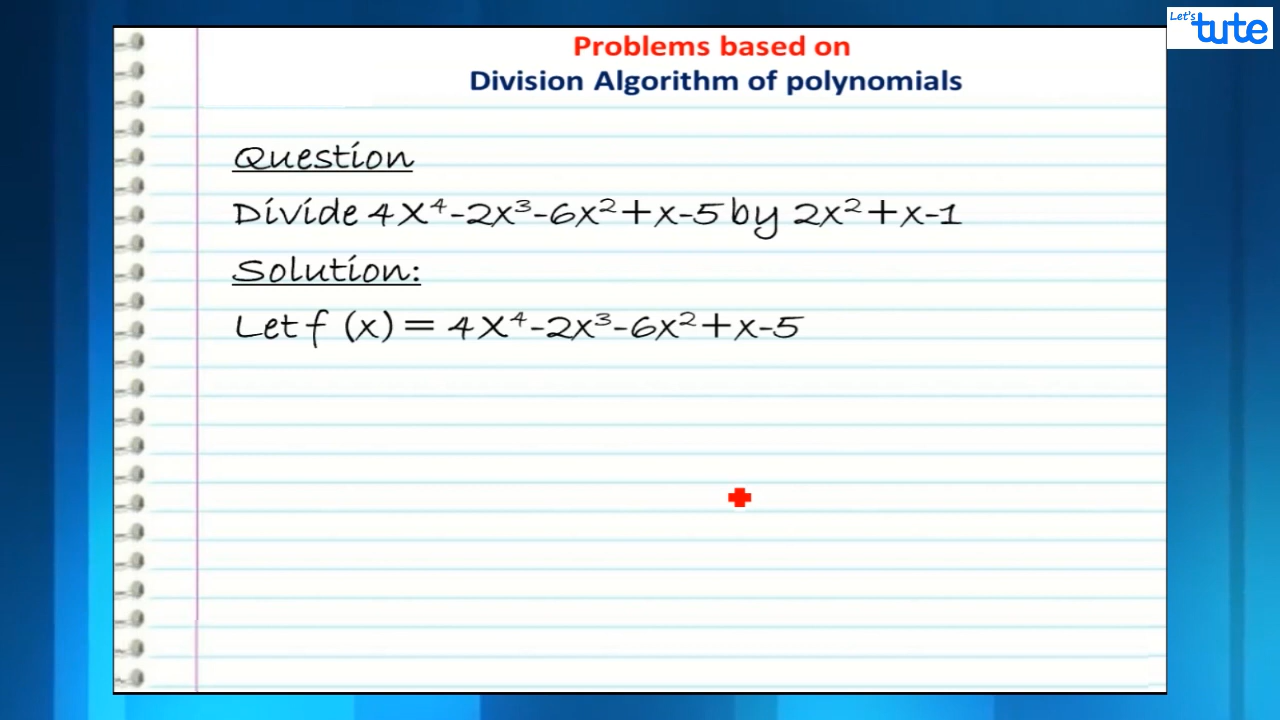 Let's
tute
Problems based on
Division Algorithm of polynomials
Question
Divide 4X⁴-2x³-6x²+x-5 by 2x²+x-1
Solution:
Let f (x) = 4X⁴-2x³-6x²+x-5